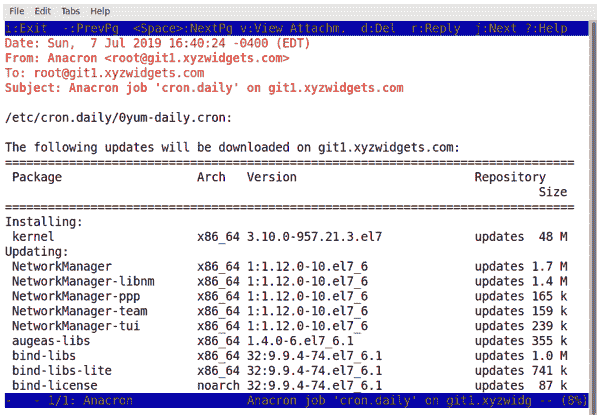 File Edit Tabs Help
i:Exit -:PrevPg <Space>:NextPg v:View Attachm. d:Del r:Reply j:Next ?:Help
Date: Sun, 7 Jul 2019 16:40:24 -0400 (EDT)
From: Anacron <root@git1.xyzwidgets.com>
To: root@git1.xyzwidgets.com
Subject: Anacron job 'cron.daily' on git1.xyzwidgets.com
/etc/cron.daily/0yum-daily.cron:
The following updates will be downloaded on git1.xyzwidgets.com:
================================================================================
Package Arch Version Repository
Size
================================================================================
Installing:
kernel x86_64 3.10.0-957.21.3.el7 updates 48 M
Updating:
NetworkManager x86_64 1:1.12.0-10.el7_6 updates 1.7 M
NetworkManager-libnm x86_64 1:1.12.0-10.el7_6 updates 1.4 M
NetworkManager-ppp x86_64 1:1.12.0-10.el7_6 updates 165 k
NetworkManager-team x86_64 1:1.12.0-10.el7_6 updates 159 k
NetworkManager-tui x86_64 1:1.12.0-10.el7_6 updates 239 k
augeas-libs x86_64 1.4.0-6.el7_6.1 updates 355 k
bind-libs x86_64 32:9.9.4-74.el7_6.1 updates 1.0 M
bind-libs-lite x86_64 32:9.9.4-74.el7_6.1 updates 741 k
bind-license noarch 32:9.9.4-74.el7_6.1 updates 87 k
- - 1/1: Anacron Anacron job 'cron.daily' on git1.xyzwidg -- (8%)